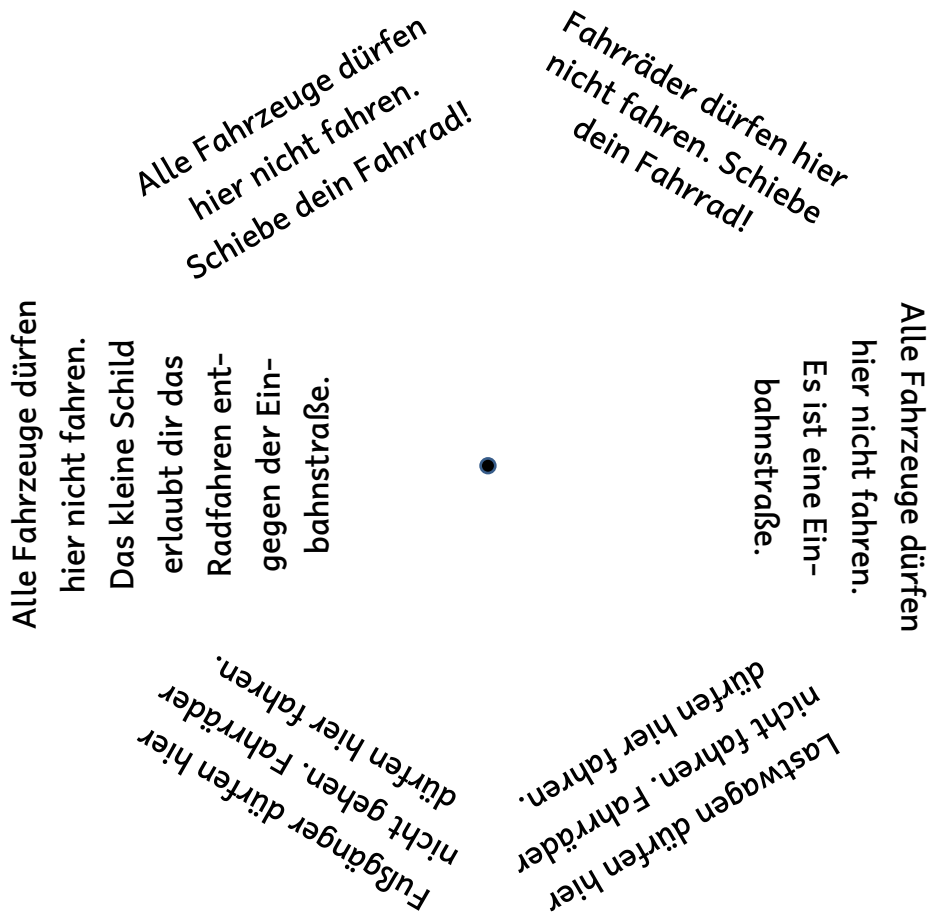 Alle Fahrzeuge dürfen
hier nicht fahren.
Schiebe dein Fahrrad!
Fahrräder dürfen hier
nicht fahren. Schiebe
dein Fahrrad!
Alle Fahrzeuge dürfen
hier nicht fahren.
Es ist eine Ein-
bahnstraße.
Lastwagen dürfen hier
nicht fahren. Fahrräder
dürfen hier fahren.
Fußgänger dürfen hier
nicht gehen. Fahrräder
dürfen hier fahren.
Alle Fahrzeuge dürfen
hier nicht fahren.
Das kleine Schild
erlaubt dir das
Radfahren ent-
gegen der Ein-
bahnstraße.